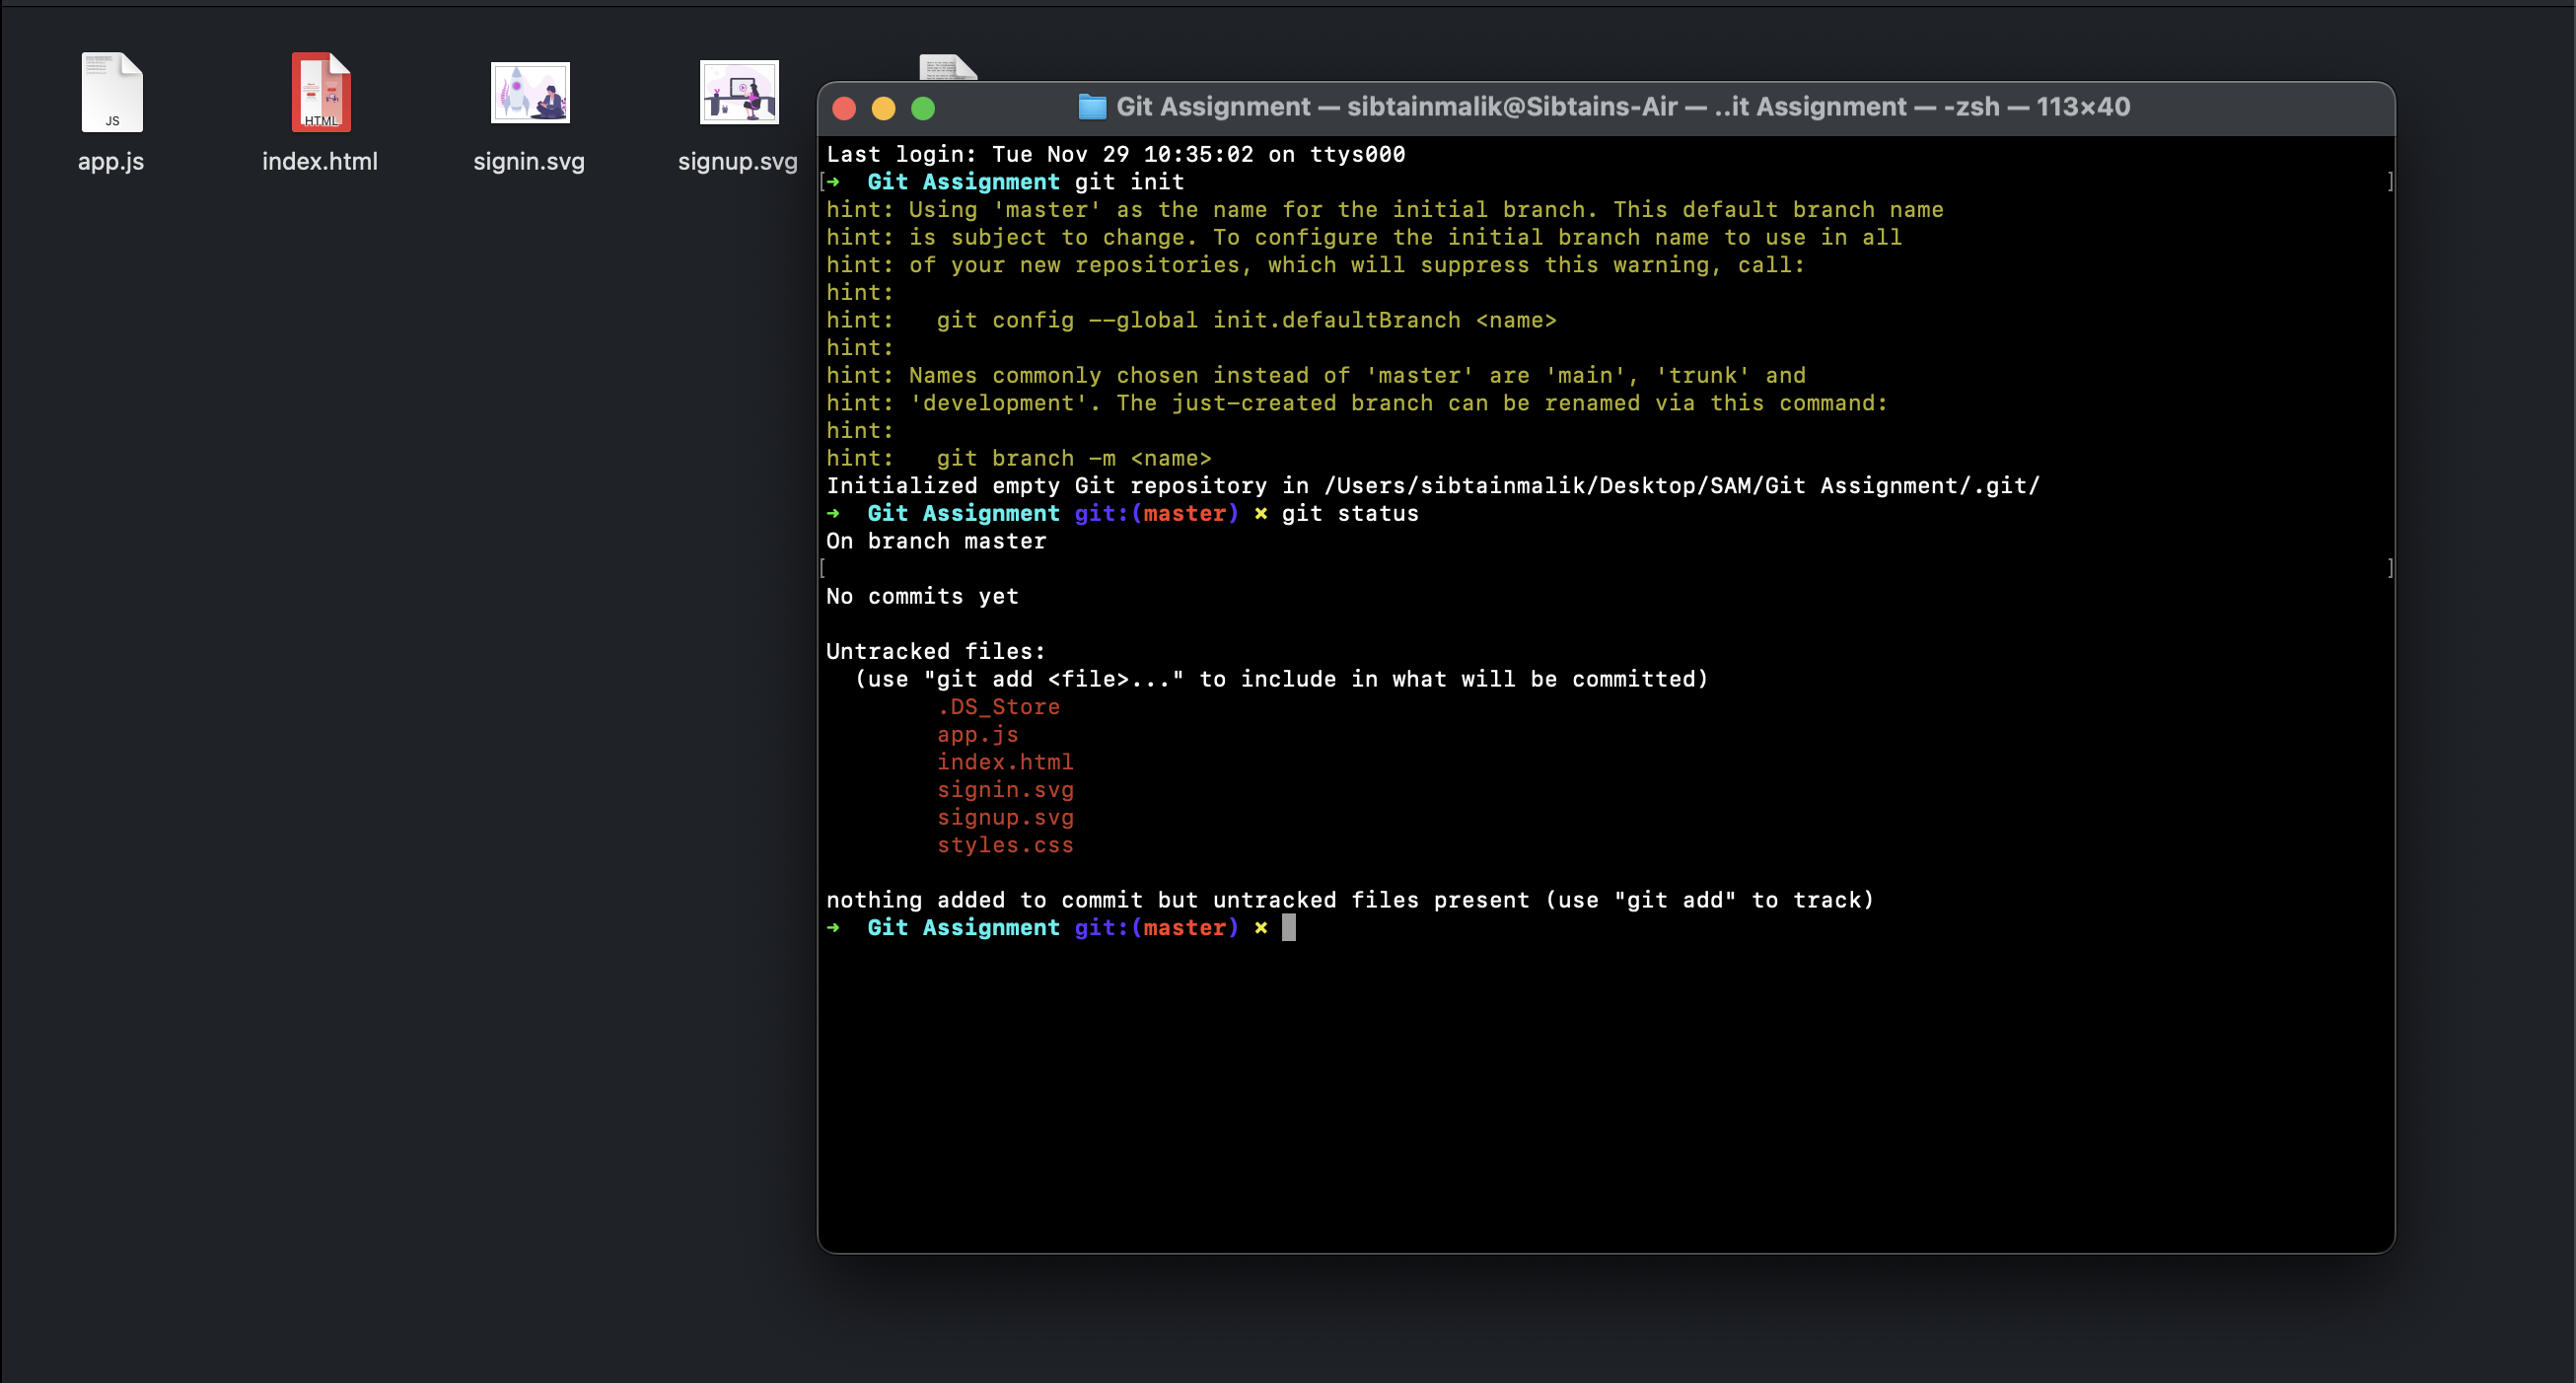 JS
HTML
app.js
index.html
signin.svg
signup.svg
Git Assignment — sibtainmalik@Sibtains-Air — ..it Assignment — -zsh — 113×40
Last login: Tue Nov 29 10:35:02 on ttys000
[➜  Git Assignment git init ]
hint: Using 'master' as the name for the initial branch. This default branch name
hint: is subject to change. To configure the initial branch name to use in all
hint: of your new repositories, which will suppress this warning, call:
hint:
hint:   git config --global init.defaultBranch <name>
hint:
hint: Names commonly chosen instead of 'master' are 'main', 'trunk' and
hint: 'development'. The just-created branch can be renamed via this command:
hint:
hint:   git branch -m <name>
Initialized empty Git repository in /Users/sibtainmalik/Desktop/SAM/Git Assignment/.git/
➜  Git Assignment git:(master) ✗ git status
On branch master
[ ]
No commits yet
Untracked files:
  (use "git add <file>..." to include in what will be committed)
        .DS_Store
        app.js
        index.html
        signin.svg
        signup.svg
        styles.css
nothing added to commit but untracked files present (use "git add" to track)
➜  Git Assignment git:(master) ✗